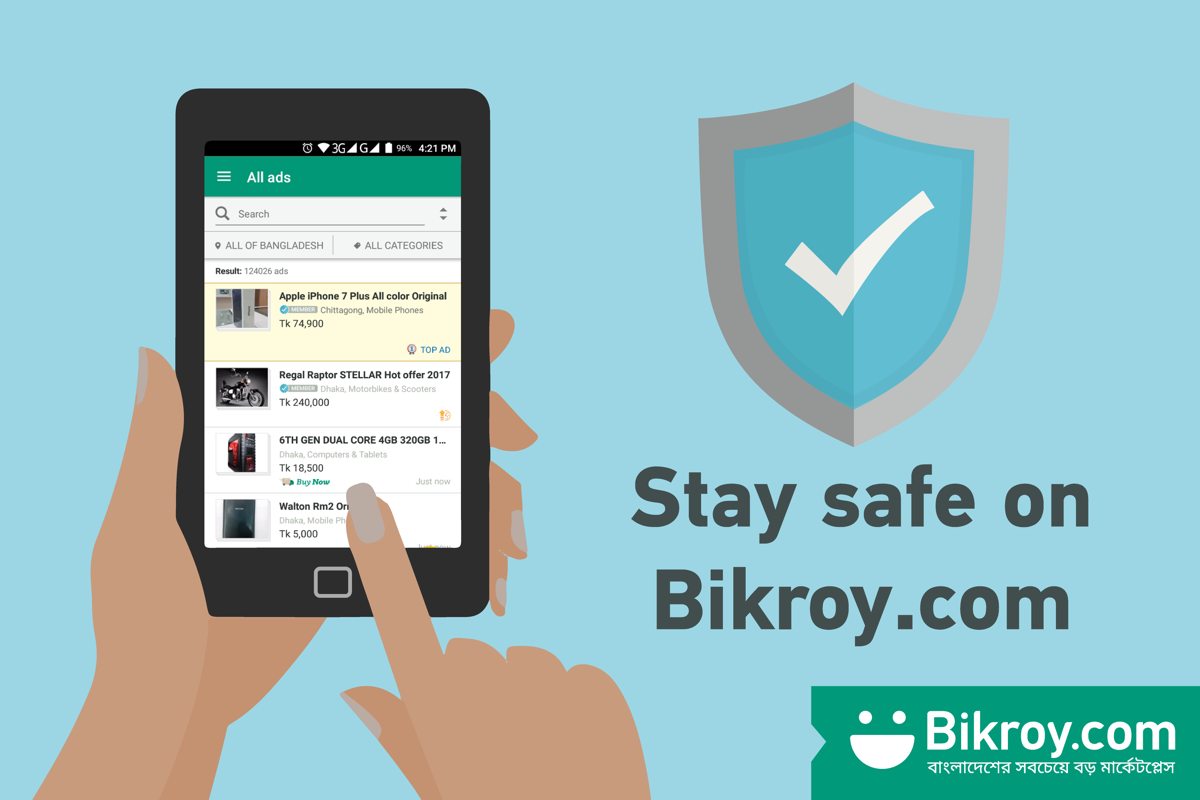 3G G 96% 4:21 PM
All ads
Search
ALL OF BANGLADESH ALL CATEGORIES
Result: 124026 ads
Apple iPhone 7 Plus All color Original
MEMBER Chittagong, Mobile Phones
Tk 74,900
TOP AD
Regal Raptor STELLAR Hot offer 2017
MEMBER Dhaka, Motorbikes & Scooters
Tk 240,000
6TH GEN DUAL CORE 4GB 320GB 1...
Dhaka, Computers & Tablets
Tk 18,500
Buy Now Just now
Walton Rm2
Dhaka, Mobile
Tk 5,000
Stay safe on
Bikroy.com
Bikroy.com
বাংলাদেশের সবচেয়ে বড় মার্কেটপ্লেস